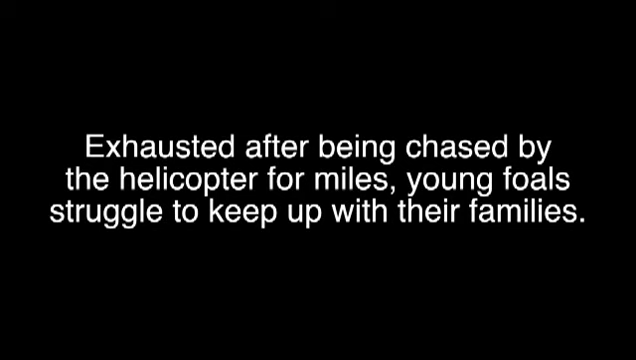 Exhausted after being chased by
the helicopter for miles, young foals
struggle to keep up with their families.